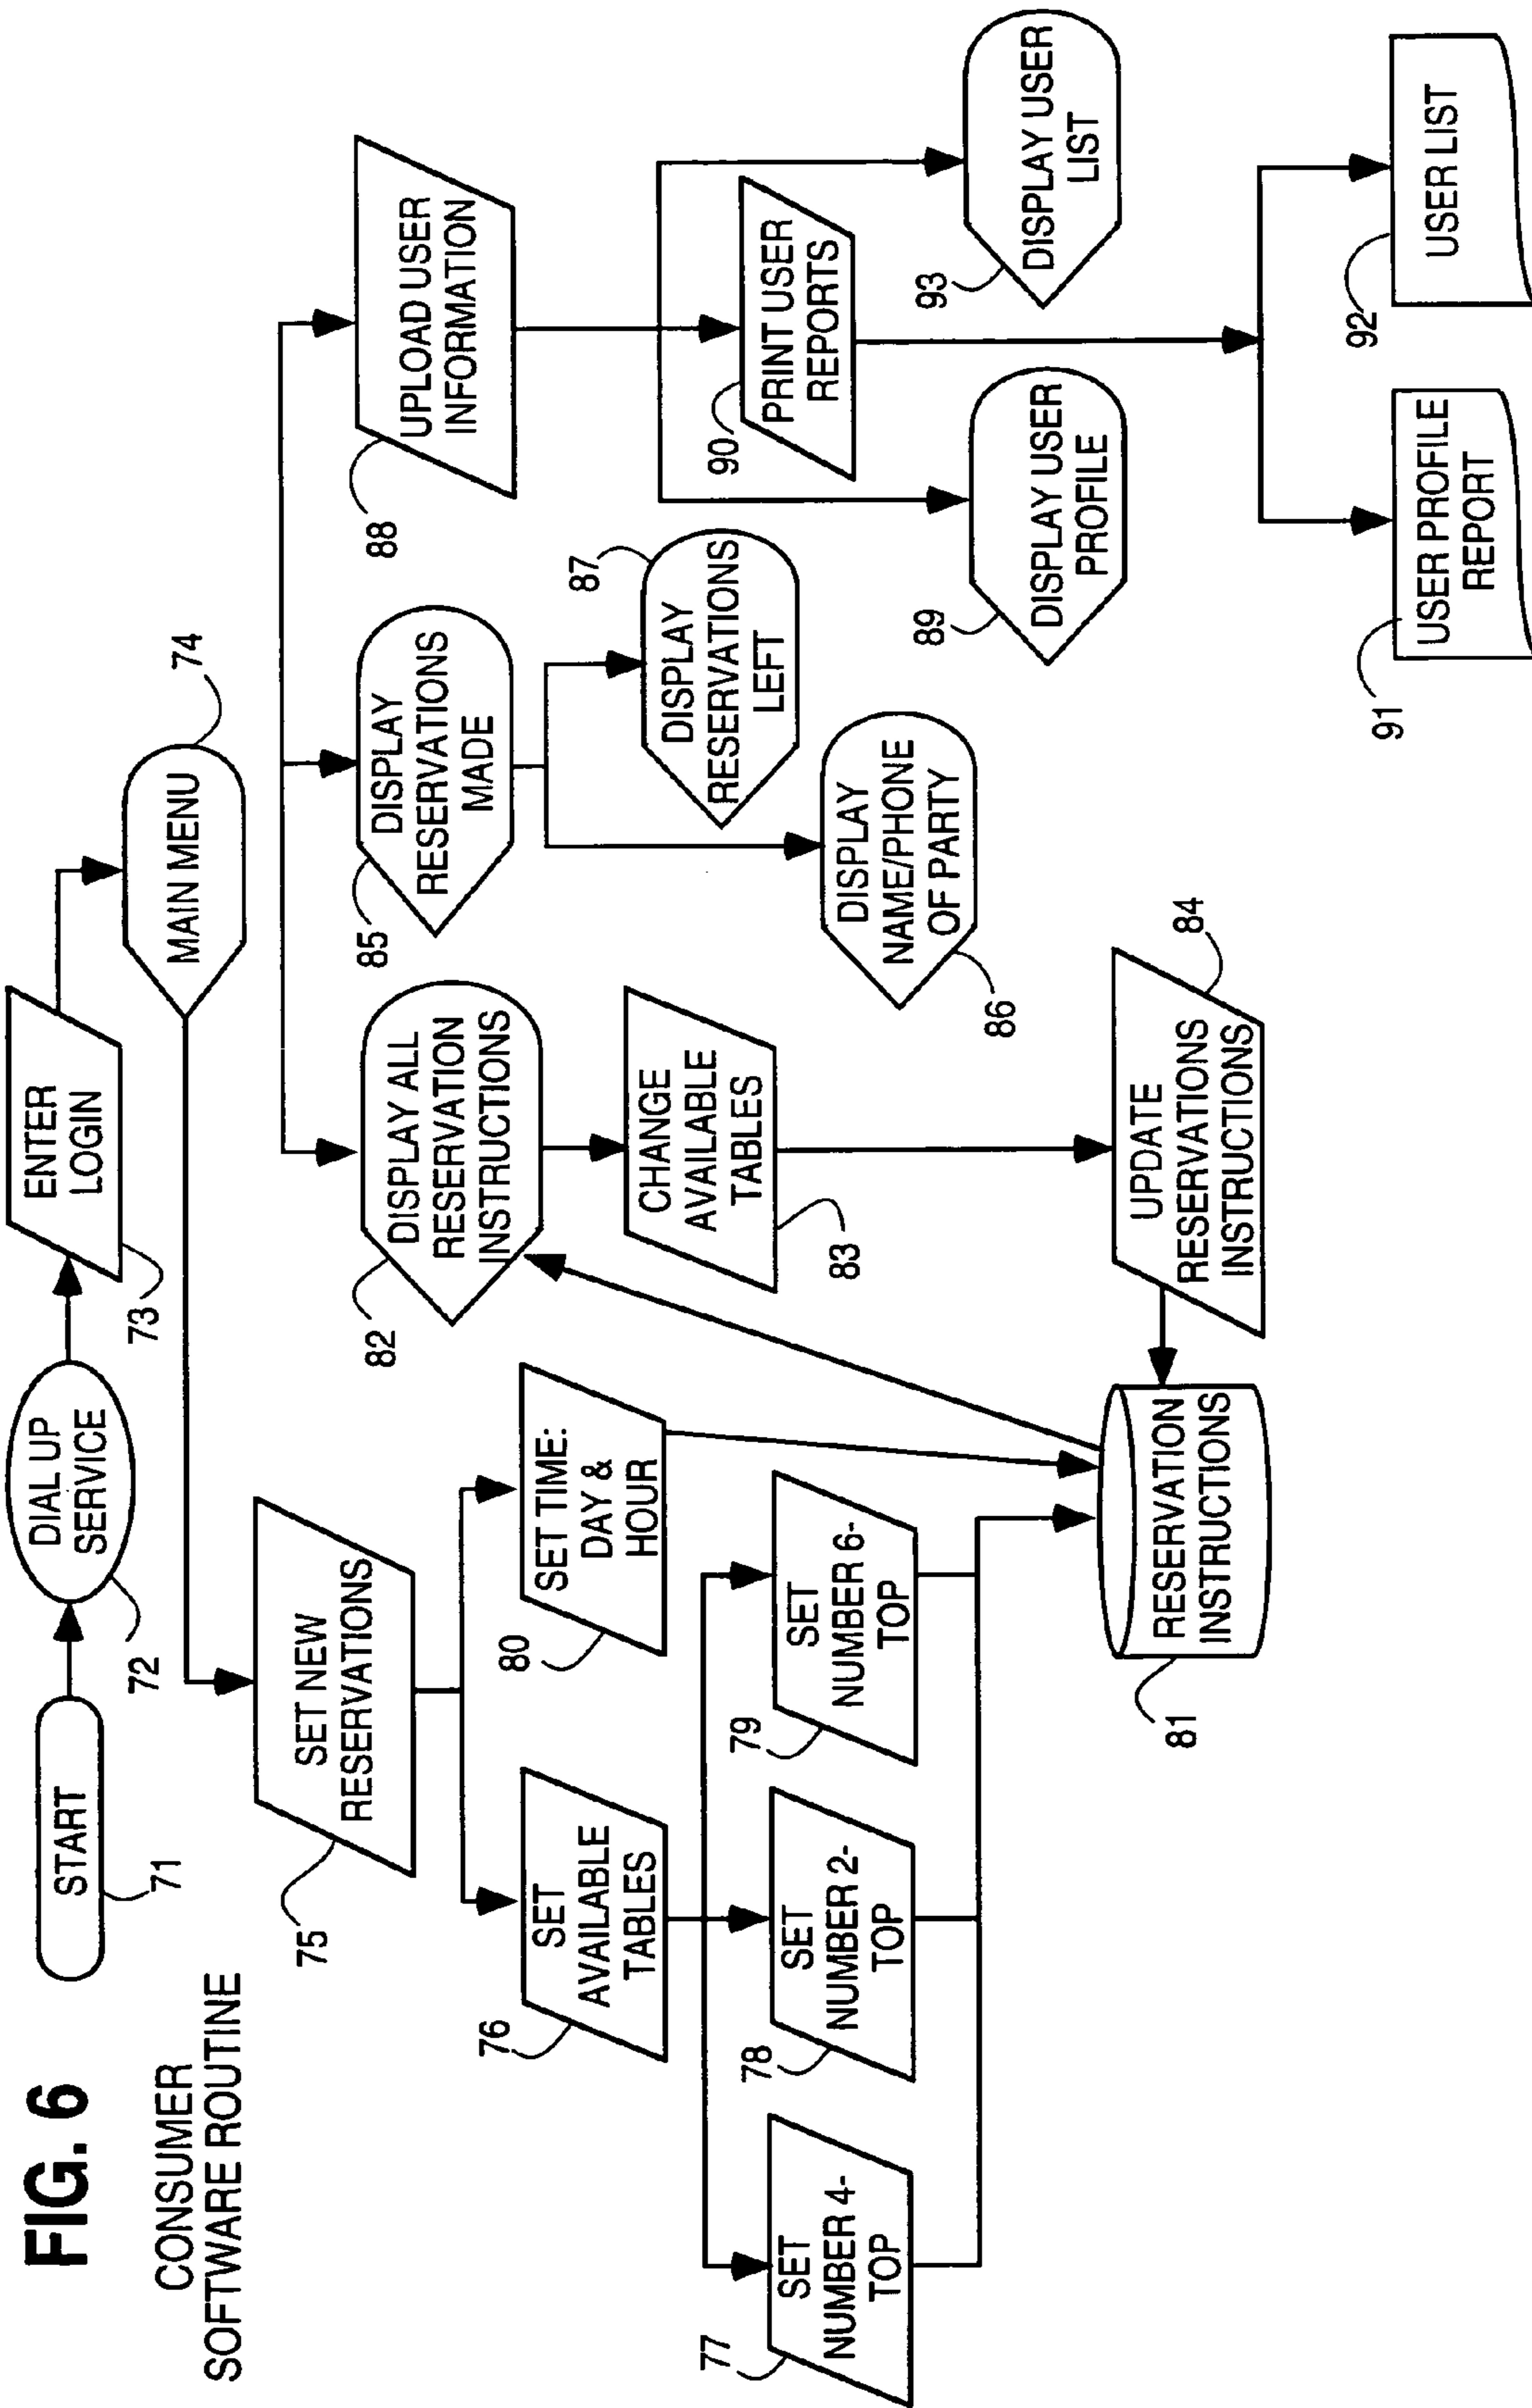 FIG. 6
CONSUMER
SOFTWARE ROUTINE
START
71
DIAL UP
SERVICE
72
ENTER
LOGIN
73
MAIN MENU
74
SET NEW
RESERVATIONS
75
SET
AVAILABLE
TABLES
76
SET TIME:
DAY &
HOUR
80
SET
NUMBER 4-
TOP
77
SET
NUMBER 2-
TOP
78
SET
NUMBER 6-
TOP
79
RESERVATION
INSTRUCTIONS
81
DISPLAY ALL
RESERVATION
INSTRUCTIONS
82
CHANGE
AVAILABLE
TABLES
83
UPDATE
RESERVATIONS
INSTRUCTIONS
84
DISPLAY
RESERVATIONS
MADE
85
DISPLAY
NAME/PHONE
OF PARTY
86
DISPLAY
RESERVATIONS
LEFT
87
UPLOAD USER
INFORMATION
88
DISPLAY USER
PROFILE
89
PRINT USER
REPORTS
90
DISPLAY USER
LIST
93
USER PROFILE
REPORT
91
USER LIST
92